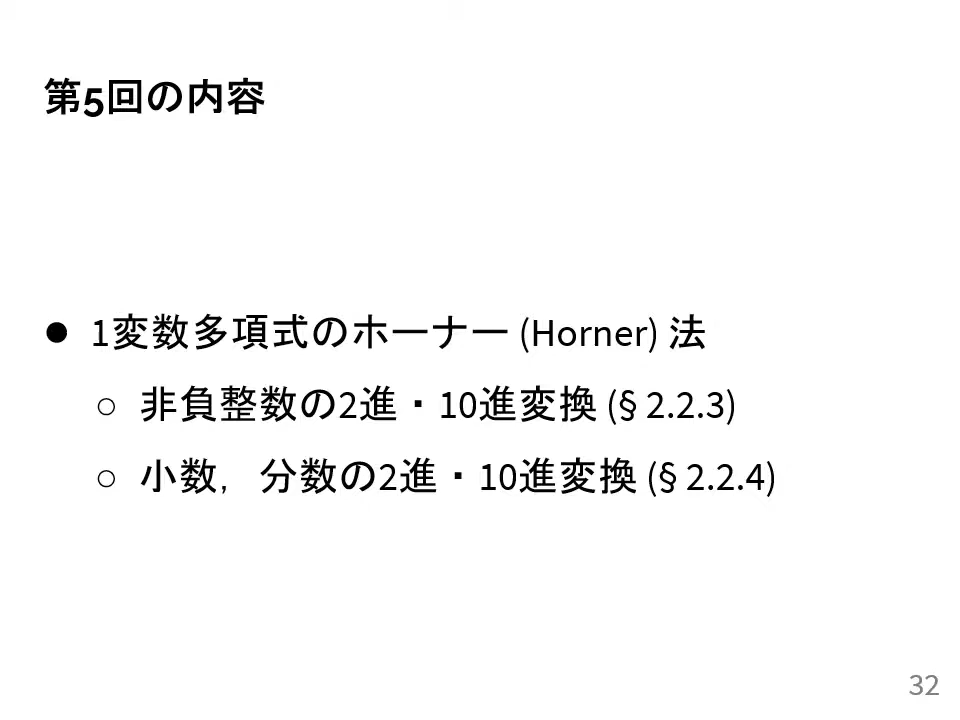 第5回の内容
● 1変数多項式のホーナー (Horner) 法
○ 非負整数の2進・10進変換 (§ 2.2.3)
○ 小数，分数の2進・10進変換 (§ 2.2.4)
32